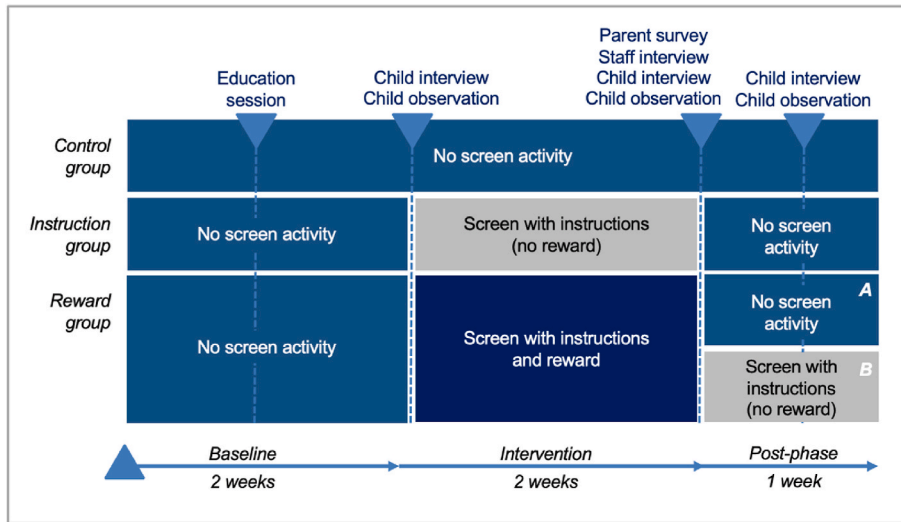 Education
session
Child interview
Child observation
Parent survey
Staff interview
Child interview
Child observation
Child interview
Child observation
Control
group
No screen activity
Instruction
group
No screen activity
Screen with instructions
(no reward)
No screen
activity
Reward
group
No screen activity
Screen with instructions
and reward
A
No screen
activity
B
Screen with
instructions
(no reward)
Baseline
2 weeks
Intervention
2 weeks
Post-phase
1 week